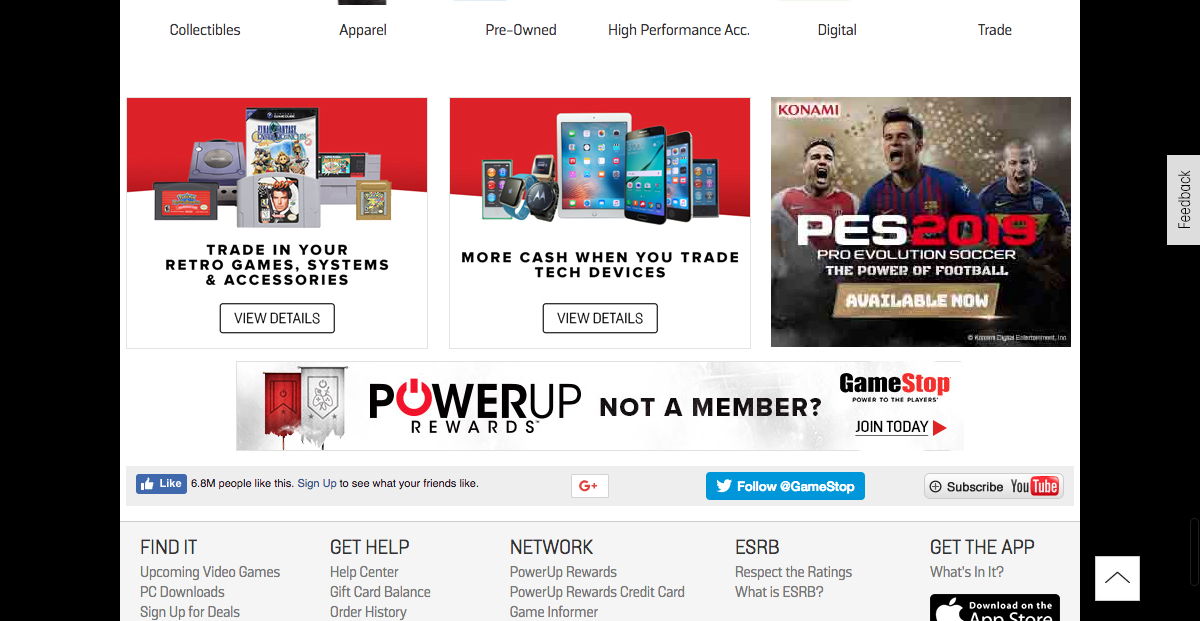 Collectibles
Apparel
Pre-Owned
High Performance Acc.
Digital
Trade
TRADE IN YOUR
RETRO GAMES, SYSTEMS
& ACCESSORIES
VIEW DETAILS
MORE CASH WHEN YOU TRADE
TECH DEVICES
VIEW DETAILS
KONAMI
PES2019
PRO EVOLUTION SOCCER
THE POWER OF FOOTBALL
AVAILABLE NOW
© Konami Digital Entertainment, Inc.
Feedback
POWERUP
REWARDS™
NOT A MEMBER?
GameStop
POWER TO THE PLAYERS®
JOIN TODAY
Like
6.8M people like this. Sign Up to see what your friends like.
G+
Follow @GameStop
Subscribe YouTube
FIND IT
Upcoming Video Games
PC Downloads
Sign Up for Deals
GET HELP
Help Center
Gift Card Balance
Order History
NETWORK
PowerUp Rewards
PowerUp Rewards Credit Card
Game Informer
ESRB
Respect the Ratings
What is ESRB?
GET THE APP
What's In It?
Download on the
App Store